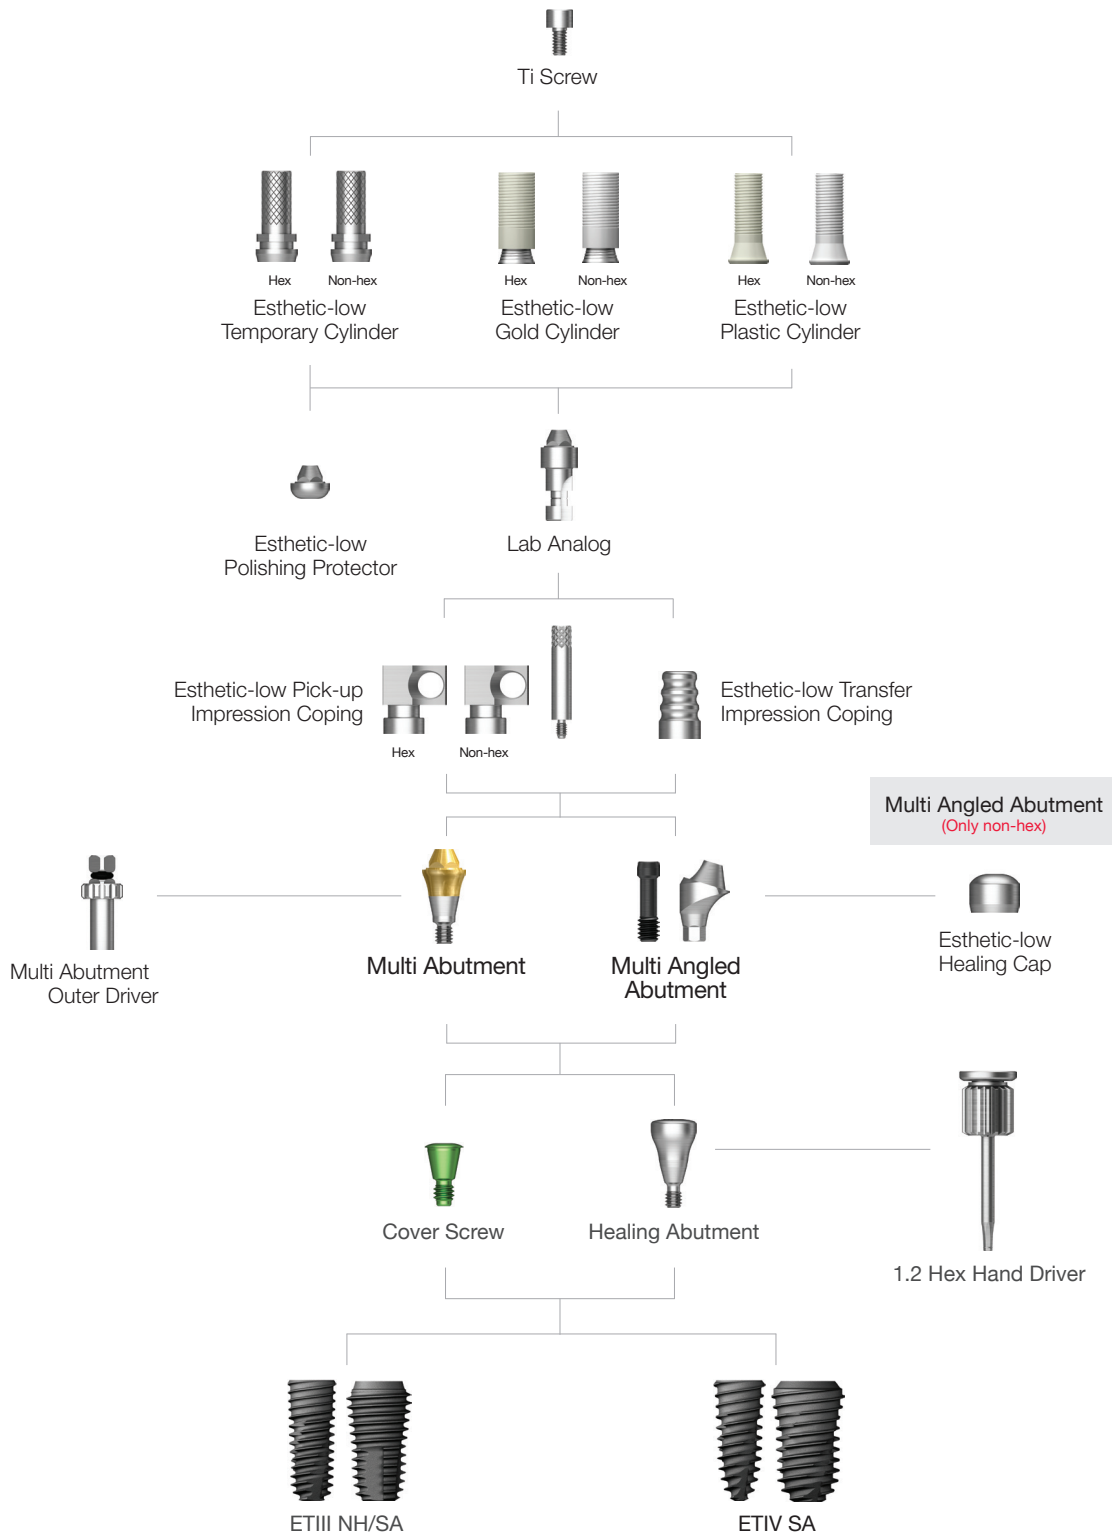 Ti Screw
Hex
Non-hex
Hex
Non-hex
Hex
Non-hex
Esthetic-low
Temporary Cylinder
Esthetic-low
Gold Cylinder
Esthetic-low
Plastic Cylinder
Esthetic-low
Polishing Protector
Lab Analog
Esthetic-low Pick-up
Impression Coping
Hex
Non-hex
Esthetic-low Transfer
Impression Coping
Multi Angled Abutment
(Only non-hex)
Multi Abutment
Outer Driver
Multi Abutment
Multi Angled
Abutment
Esthetic-low
Healing Cap
Cover Screw
Healing Abutment
1.2 Hex Hand Driver
ETIII NH/SA
ETIV SA